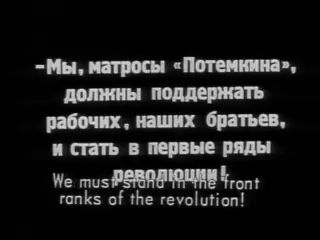 -Мы, матросы «Потемкина»,
должны поддержать
рабочих, наших братьев,
и стать в первые ряды
революции!
We must stand in the front
ranks of the revolution!